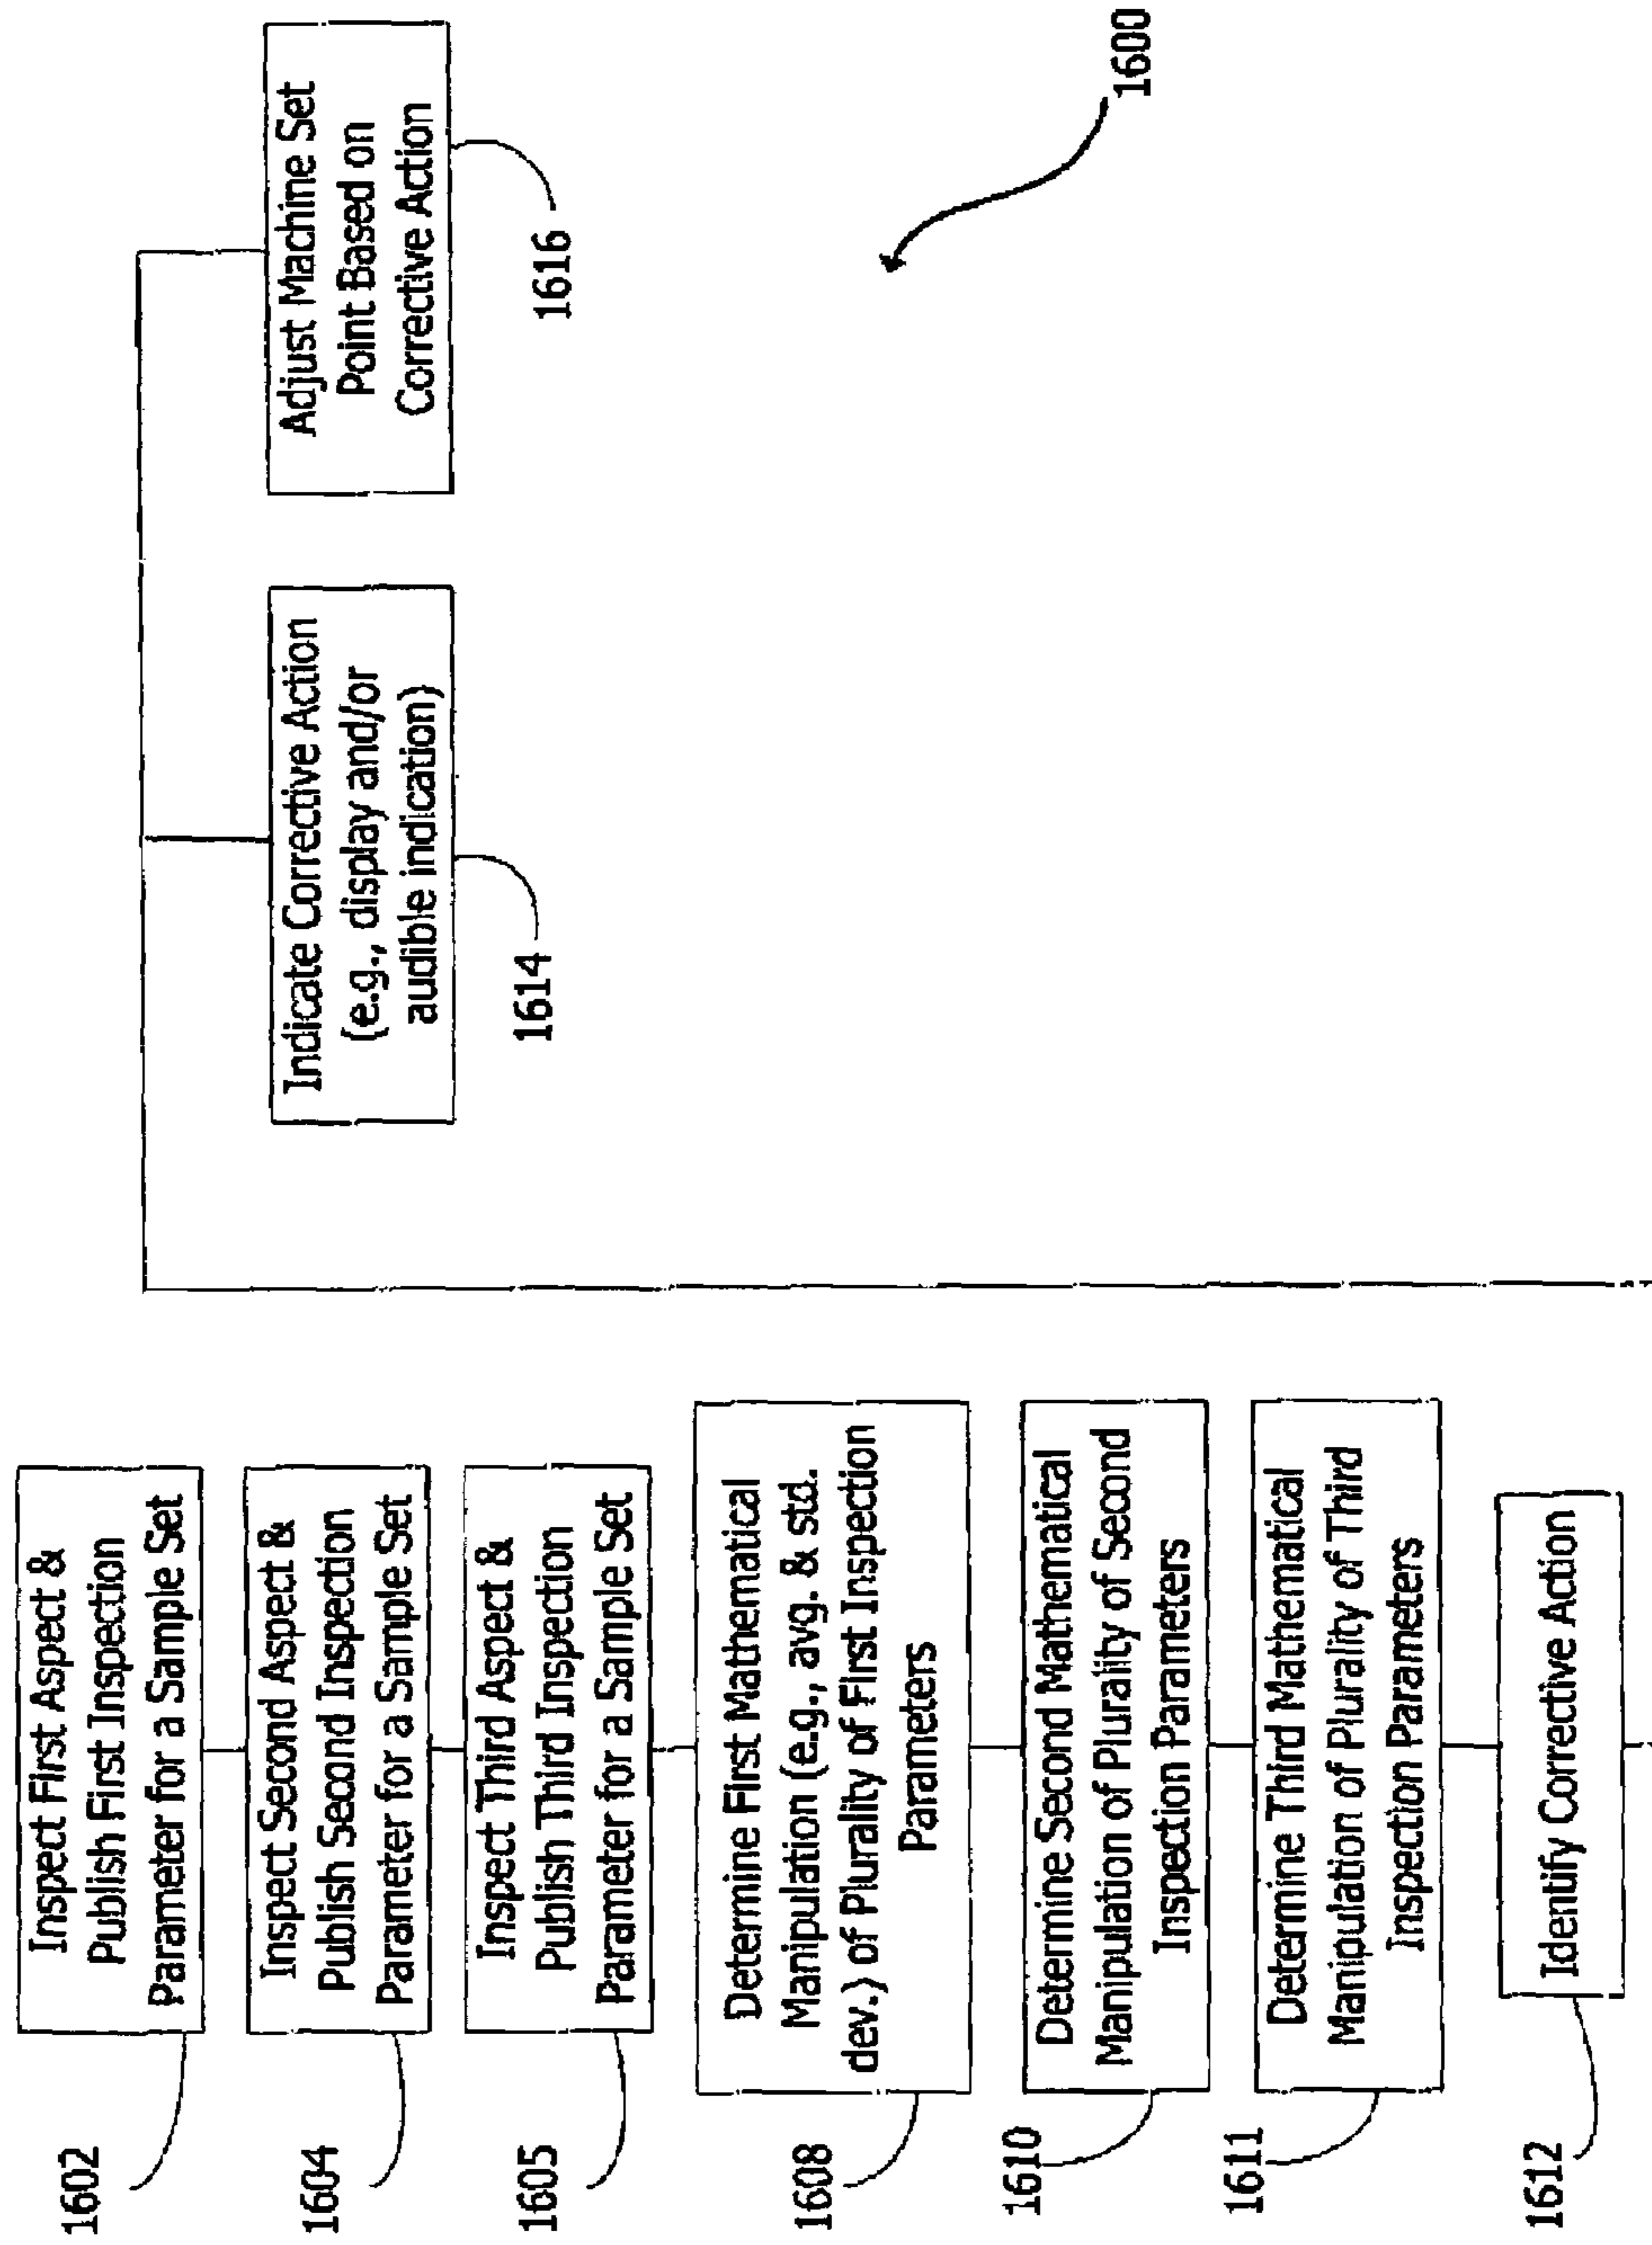 1602
Inspect First Aspect &
Publish First Inspection
Parameter for a Sample Set
1604
Inspect Second Aspect &
Publish Second Inspection
Parameter for a Sample Set
1605
Inspect Third Aspect &
Publish Third Inspection
Parameter for a Sample Set
1608
Determine First Mathematical
Manipulation (e.g., avg. & std.
dev.) of Plurality of First Inspection
Parameters
1610
Determine Second Mathematical
Manipulation of Plurality of Second
Inspection Parameters
1611
Determine Third Mathematical
Manipulation of Plurality of Third
Inspection Parameters
1612
Identify Corrective Action
Indicate Corrective Action
(e.g., display and/or
audible indication)
1614
Adjust Machine Set
Point Based on
Corrective Action
1616
1600